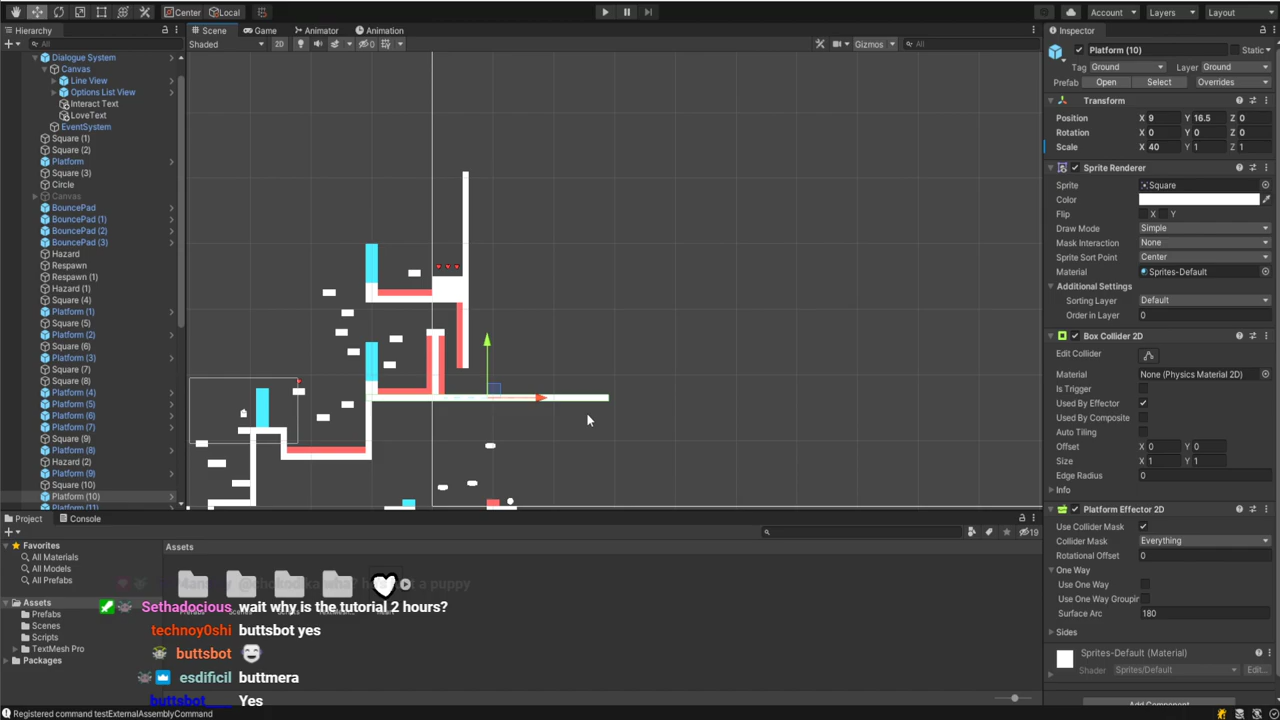 Center
Local
Account
Layers
Layout
Hierarchy
All
Dialogue System
Canvas
Line View
Options List View
Interact Text
LoveText
EventSystem
Square (1)
Square (2)
Platform
Square (3)
Circle
Canvas
BouncePad
BouncePad (1)
BouncePad (2)
BouncePad (3)
Hazard
Respawn
Respawn (1)
Hazard (1)
Square (4)
Platform (1)
Square (5)
Platform (2)
Square (6)
Platform (3)
Square (7)
Square (8)
Platform (4)
Platform (5)
Platform (6)
Platform (7)
Square (9)
Platform (8)
Hazard (2)
Platform (9)
Square (10)
Platform (10)
Platform (11)
Scene
Game
Animator
Animation
Shaded
2D
0
Gizmos
All
Inspector
Platform (10)
Static
Tag Ground Layer Ground
Prefab Open Select Overrides
Transform
Position X 9 Y 16.5 Z 0
Rotation X 0 Y 0 Z 0
Scale X 40 Y 1 Z 1
Sprite Renderer
Sprite Square
Color
Flip X Y
Draw Mode Simple
Mask Interaction None
Sprite Sort Point Center
Material Sprites-Default
Additional Settings
Sorting Layer Default
Order in Layer 0
Box Collider 2D
Edit Collider
Material None (Physics Material 2D)
Is Trigger
Used By Effector
Used By Composite
Auto Tiling
Offset X 0 Y 0
Size X 1 Y 1
Edge Radius 0
Info
Platform Effector 2D
Use Collider Mask
Collider Mask Everything
Rotational Offset 0
One Way
Use One Way
Use One Way Groupin
Surface Arc 180
Sides
Sprites-Default (Material)
Shader Sprites/Default Edit...
Add Component
Project
Console
19
Favorites
All Materials
All Models
All Prefabs
Assets
Prefabs
Scenes
Scripts
TextMesh Pro
Packages
Assets
Sethadocious wait why is the tutorial 2 hours?
technoy0shi buttsbot yes
buttsbot
esdificil buttmera
buttsbot Yes
Registered command testExternalAssemblyCommand